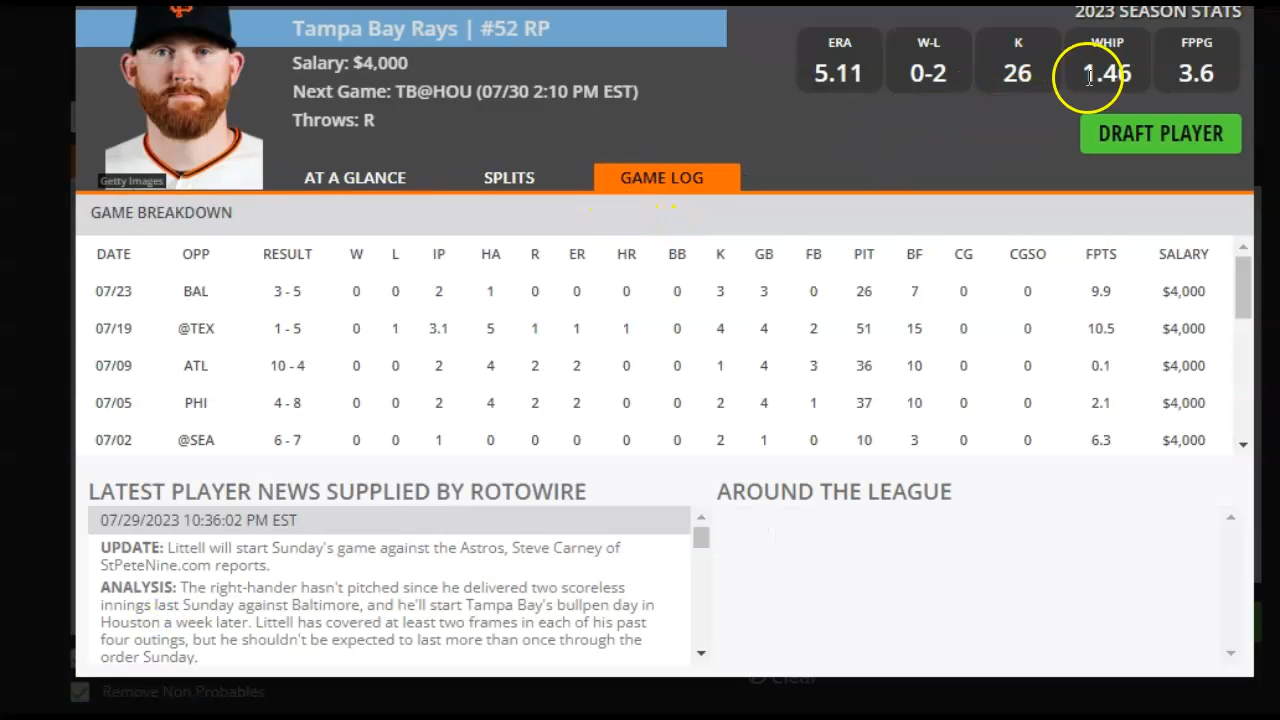 2023 SEASON STATS
Tampa Bay Rays | #52 RP
Salary: $4,000
Next Game: TB@HOU (07/30 2:10 PM EST)
Throws: R
ERA W-L K WHIP FPPG
5.11 0-2 26 1.46 3.6
DRAFT PLAYER
Getty Images
AT A GLANCE SPLITS GAME LOG
GAME BREAKDOWN
DATE OPP RESULT W L IP HA R ER HR BB K GB FB PIT BF CG CGSO FPTS SALARY
07/23 BAL 3 - 5 0 0 2 1 0 0 0 0 3 3 0 26 7 0 0 9.9 $4,000
07/19 @TEX 1 - 5 0 1 3.1 5 1 1 1 0 4 4 2 51 15 0 0 10.5 $4,000
07/09 ATL 10 - 4 0 0 2 4 2 2 0 0 1 4 3 36 10 0 0 0.1 $4,000
07/05 PHI 4 - 8 0 0 2 4 2 2 0 0 2 4 1 37 10 0 0 2.1 $4,000
07/02 @SEA 6 - 7 0 0 1 0 0 0 0 0 2 1 0 10 3 0 0 6.3 $4,000
LATEST PLAYER NEWS SUPPLIED BY ROTOWIRE
07/29/2023 10:36:02 PM EST
UPDATE: Littell will start Sunday's game against the Astros, Steve Carney of
StPeteNine.com reports.
ANALYSIS: The right-hander hasn't pitched since he delivered two scoreless
innings last Sunday against Baltimore, and he'll start Tampa Bay's bullpen day in
Houston a week later. Littell has covered at least two frames in each of his past
four outings, but he shouldn't be expected to last more than once through the
order Sunday.
AROUND THE LEAGUE
Remove Non Probables
Clear